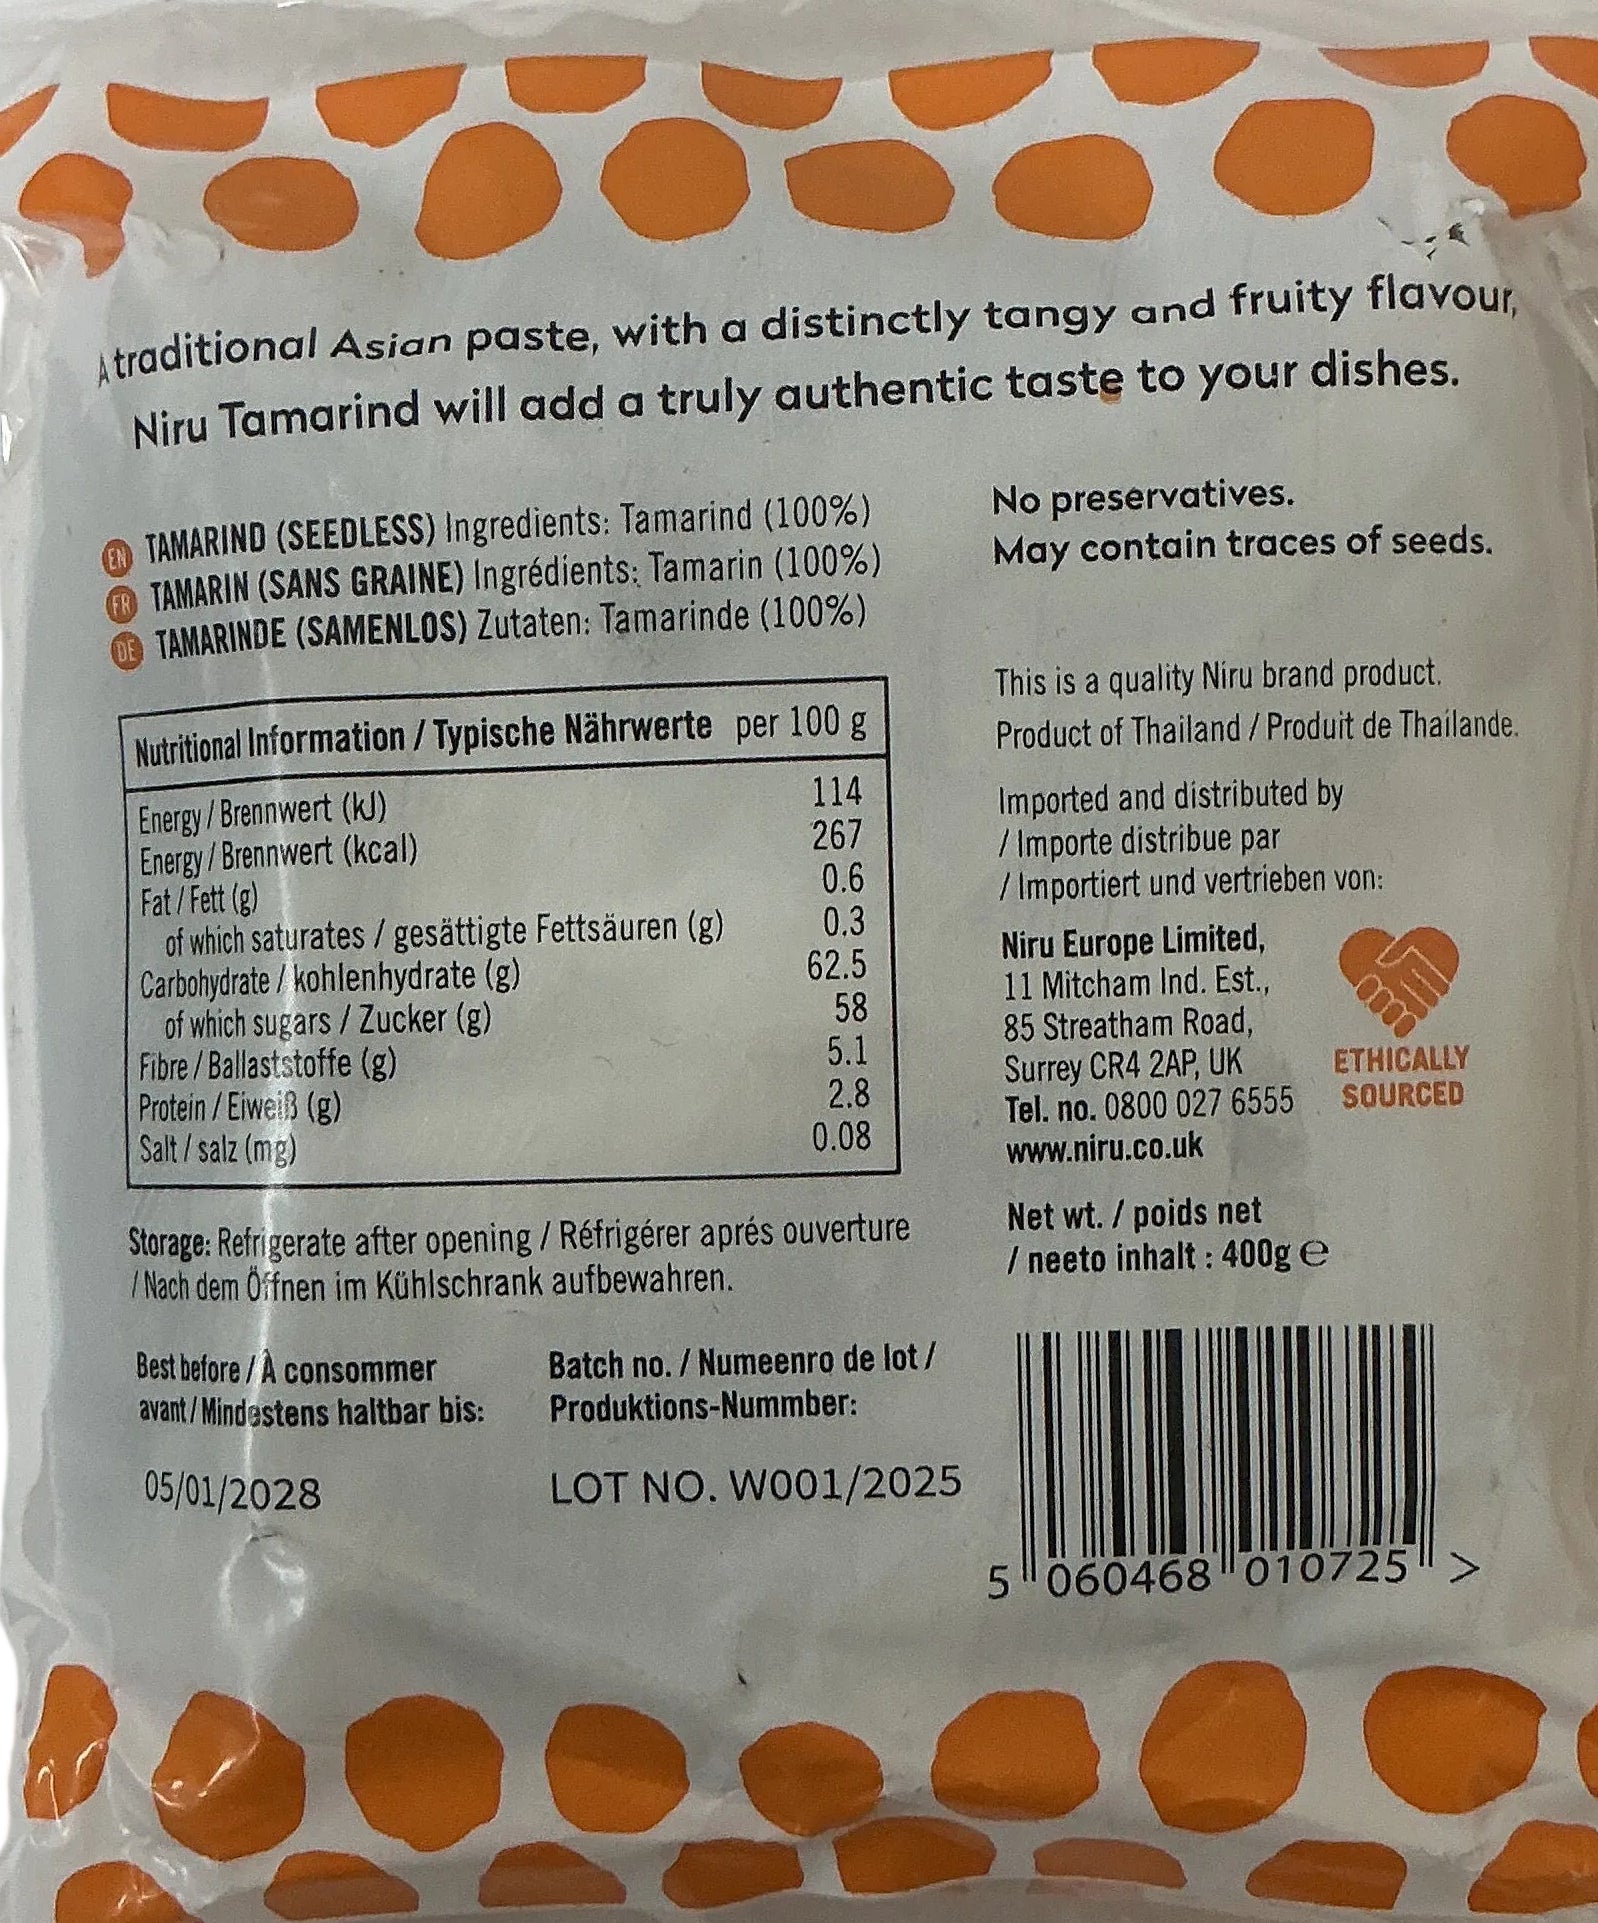 A traditional Asian paste, with a distinctly tangy and fruity flavour,
Niru Tamarind will add a truly authentic taste to your dishes.
EN TAMARIND (SEEDLESS) Ingredients: Tamarind (100%)
FR TAMARIN (SANS GRAINE) Ingrédients: Tamarin (100%)
DE TAMARINDE (SAMENLOS) Zutaten: Tamarinde (100%)
No preservatives.
May contain traces of seeds.
Nutritional Information / Typische Nährwerte per 100 g
Energy / Brennwert (kJ) 114
Energy / Brennwert (kcal) 267
Fat / Fett (g) 0.6
of which saturates / gesättigte Fettsäuren (g) 0.3
Carbohydrate / kohlenhydrate (g) 62.5
of which sugars / Zucker (g) 58
Fibre / Ballaststoffe (g) 5.1
Protein / Eiweiß (g) 2.8
Salt / salz (mg) 0.08
This is a quality Niru brand product.
Product of Thailand / Produit de Thaïlande.
Imported and distributed by
/ Importe distribue par
/ Importiert und vertrieben von:
Niru Europe Limited,
11 Mitcham Ind. Est.,
85 Streatham Road,
Surrey CR4 2AP, UK
Tel. no. 0800 027 6555
www.niru.co.uk
ETHICALLY
SOURCED
Net wt. / poids net
/ neeto inhalt : 400g ℮
Storage: Refrigerate after opening / Réfrigérer aprés ouverture
/ Nach dem Öffnen im Kühlschrank aufbewahren.
Best before / À consommer
avant / Mindestens haltbar bis:
05/01/2028
Batch no. / Numeenro de lot /
Produktions-Nummber:
LOT NO. W001/2025
5 060468 010725 >